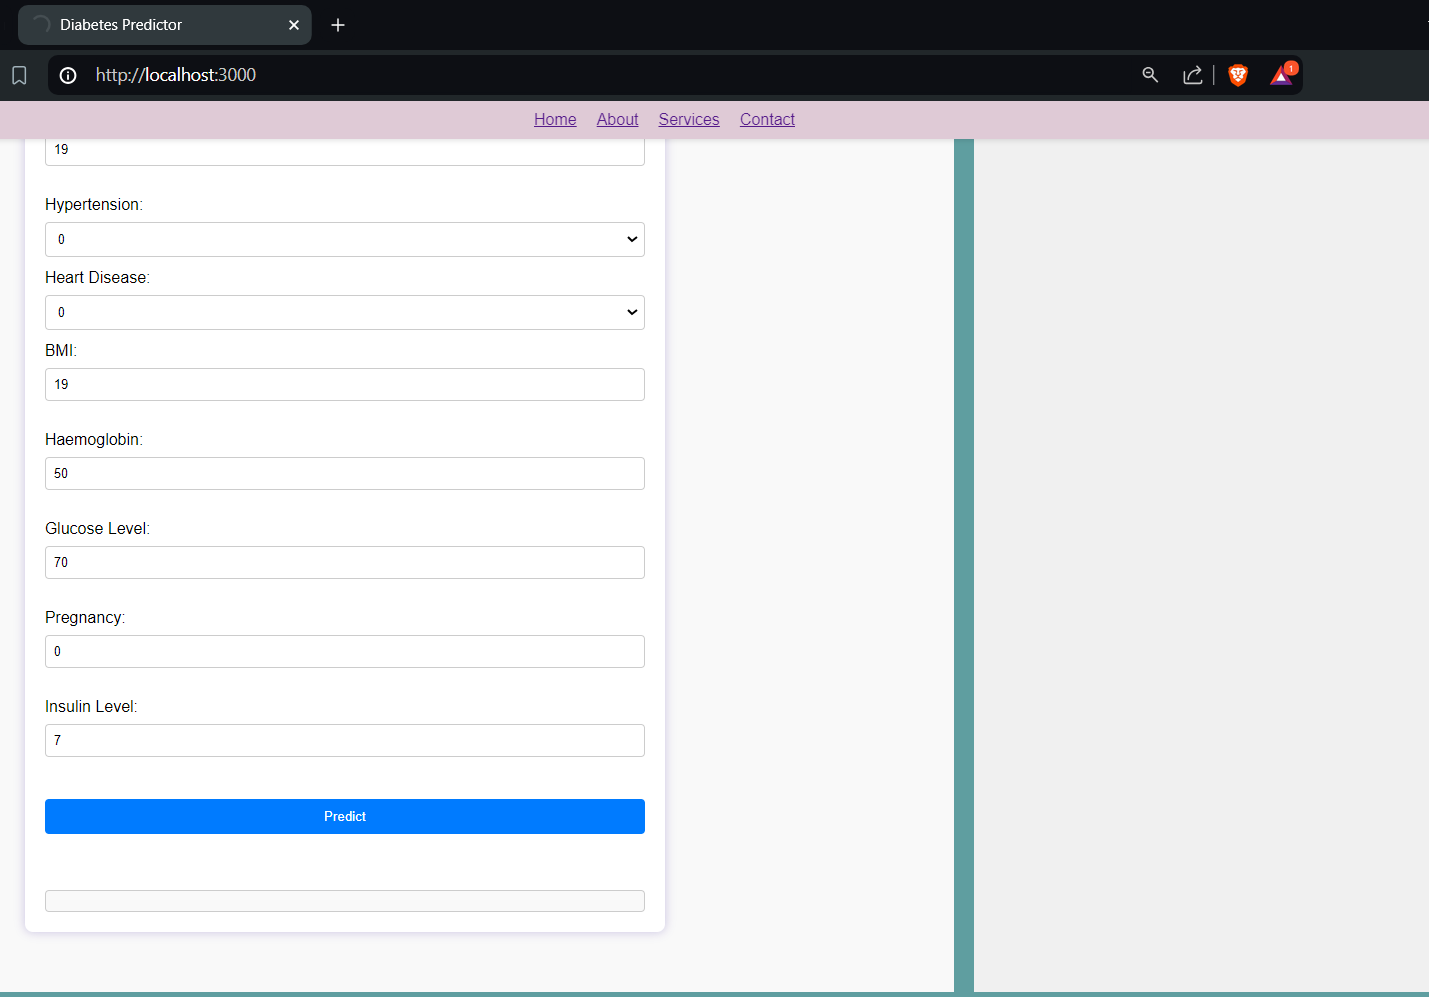 Diabetes Predictor
http://localhost:3000
1
Home About Services Contact
19
Hypertension:
0
Heart Disease:
0
BMI:
19
Haemoglobin:
50
Glucose Level:
70
Pregnancy:
0
Insulin Level:
7
Predict